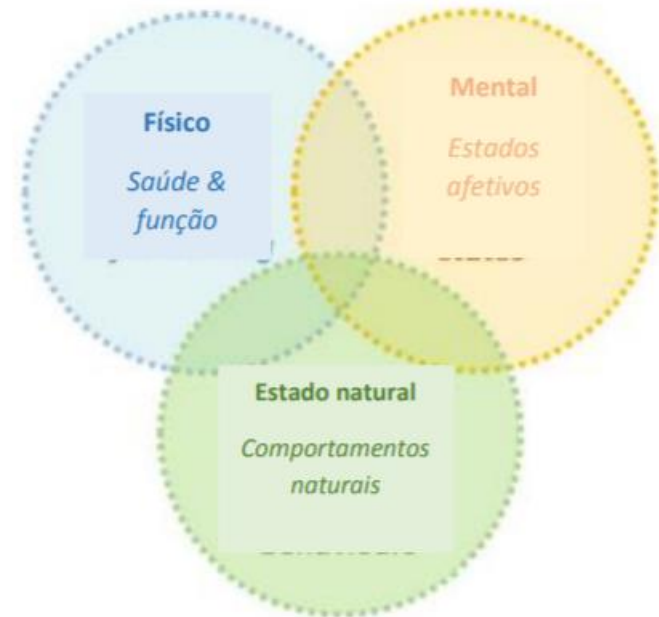 Físico
Saúde &
função
Mental
Estados
afetivos
Estado natural
Comportamentos
naturais